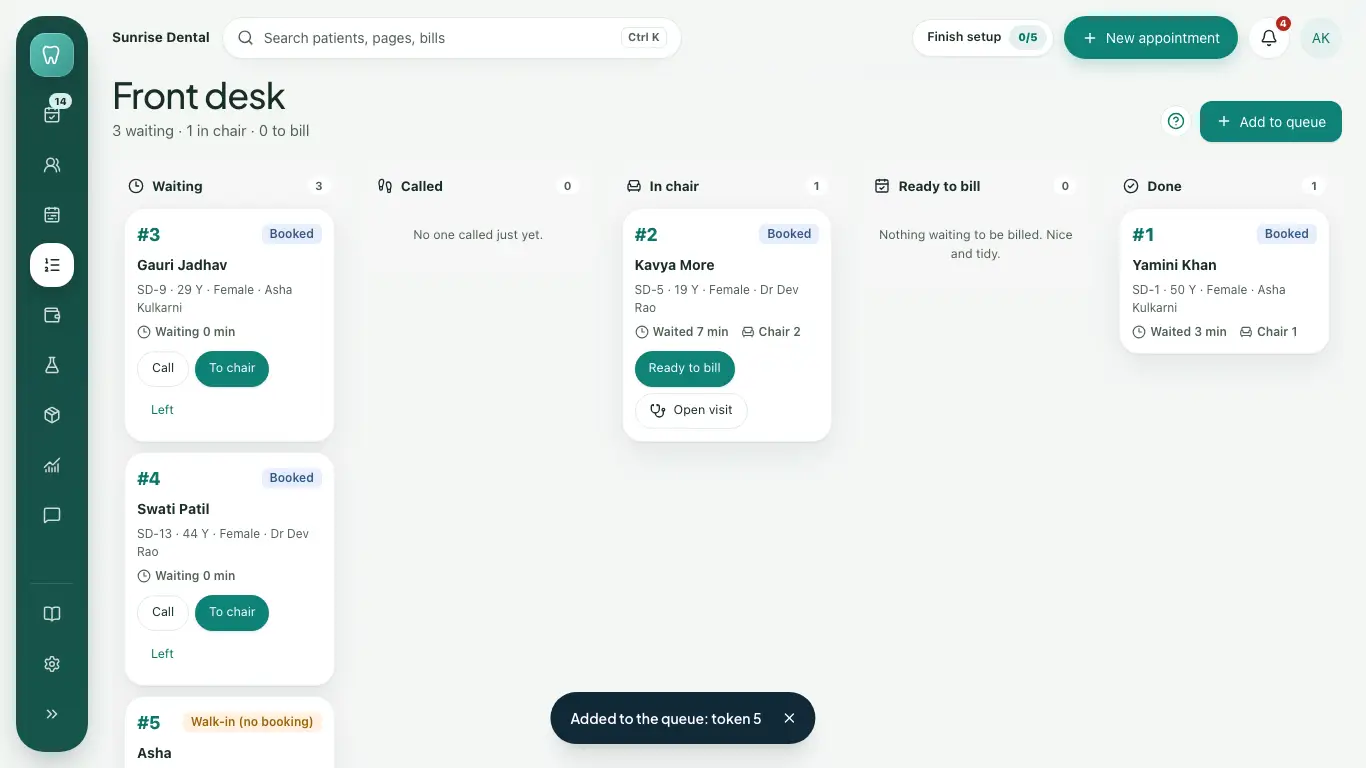 Sunrise Dental
Search patients, pages, bills
Ctrl K
Finish setup 0/5
+ New appointment
4
AK
14
Front desk
3 waiting · 1 in chair · 0 to bill
+ Add to queue
Waiting 3
#3 Booked
Gauri Jadhav
SD-9 · 29 Y · Female · Asha
Kulkarni
Waiting 0 min
Call To chair
Left
#4 Booked
Swati Patil
SD-13 · 44 Y · Female · Dr Dev
Rao
Waiting 0 min
Call To chair
Left
#5 Walk-in (no booking)
Asha
Called 0
No one called just yet.
In chair 1
#2 Booked
Kavya More
SD-5 · 19 Y · Female · Dr Dev
Rao
Waited 7 min Chair 2
Ready to bill
Open visit
Ready to bill 0
Nothing waiting to be billed. Nice
and tidy.
Done 1
#1 Booked
Yamini Khan
SD-1 · 50 Y · Female · Asha
Kulkarni
Waited 3 min Chair 1
Added to the queue: token 5